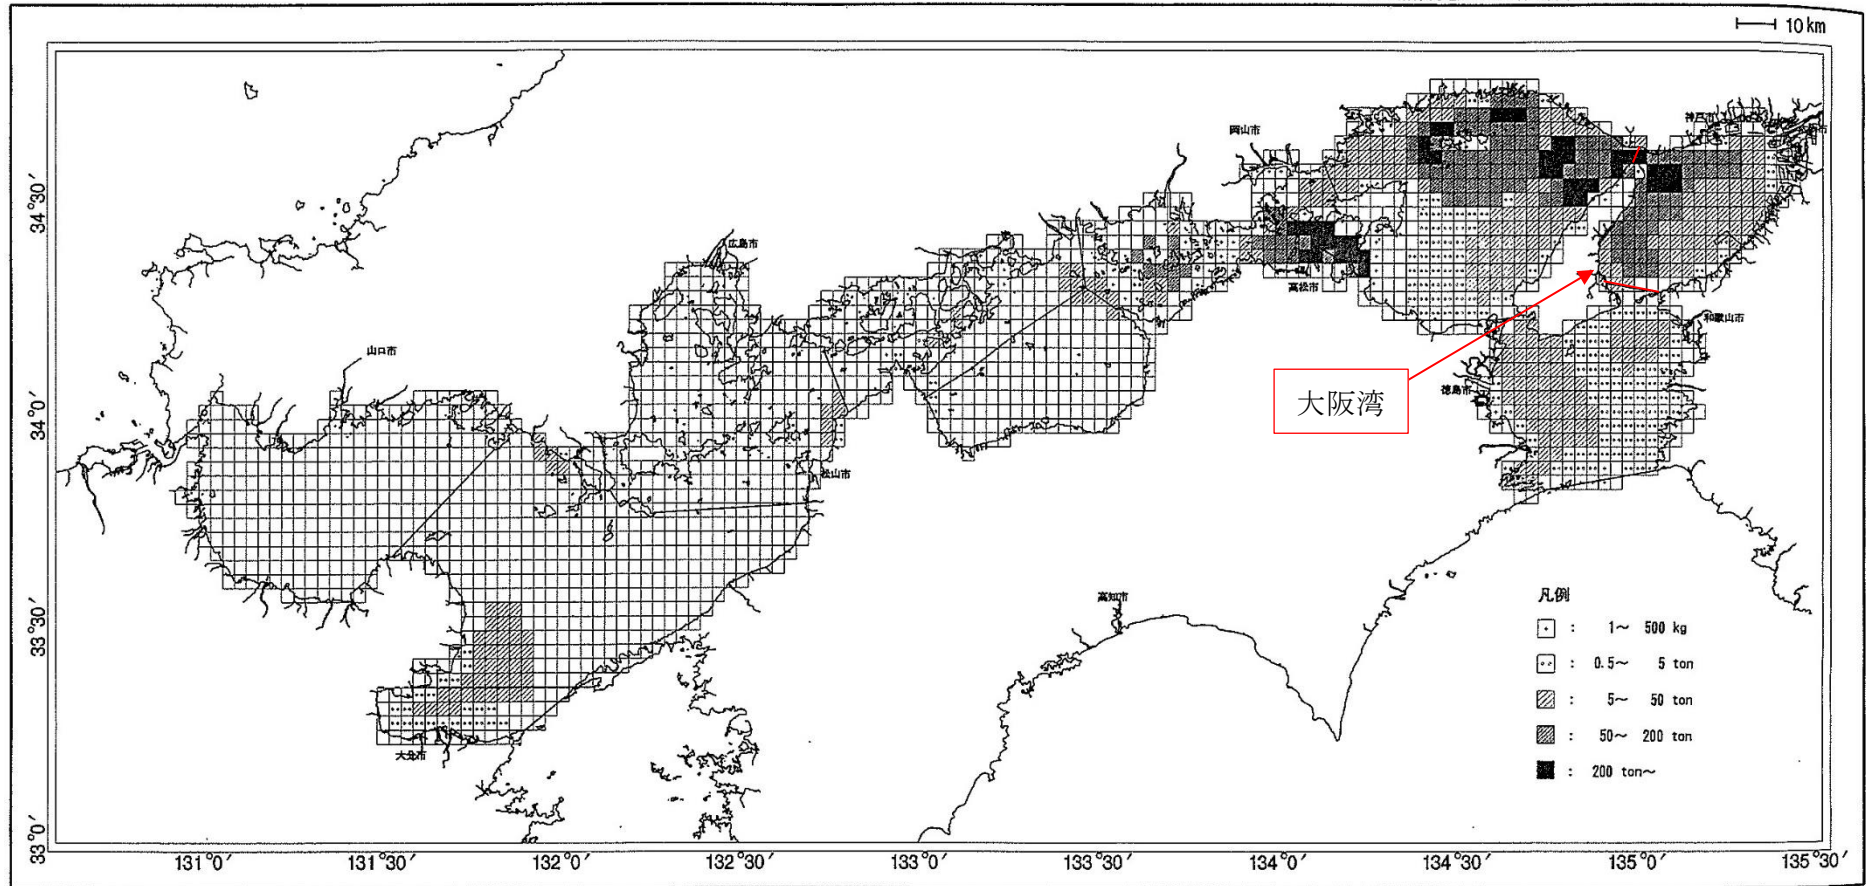 10 km
神戸市
岡山市
34°30′
広島市
高松市
和歌山市
山口市
徳島市
大阪湾
34°0′
松山市
高知市
33°30′
大分市
凡例
: 1～ 500 kg
: 0.5～ 5 ton
: 5～ 50 ton
: 50～ 200 ton
: 200 ton～
33°0′
131°0′ 131°30′ 132°0′ 132°30′ 133°0′ 133°30′ 134°0′ 134°30′ 135°0′ 135°30′